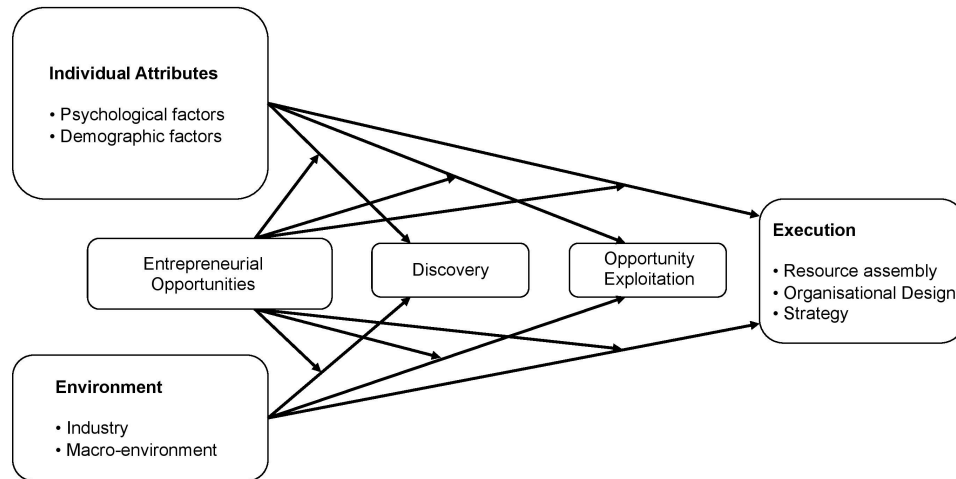 Individual Attributes
• Psychological factors
• Demographic factors
Entrepreneurial
Opportunities
Discovery
Opportunity
Exploitation
Execution
• Resource assembly
• Organisational Design
• Strategy
Environment
• Industry
• Macro-environment